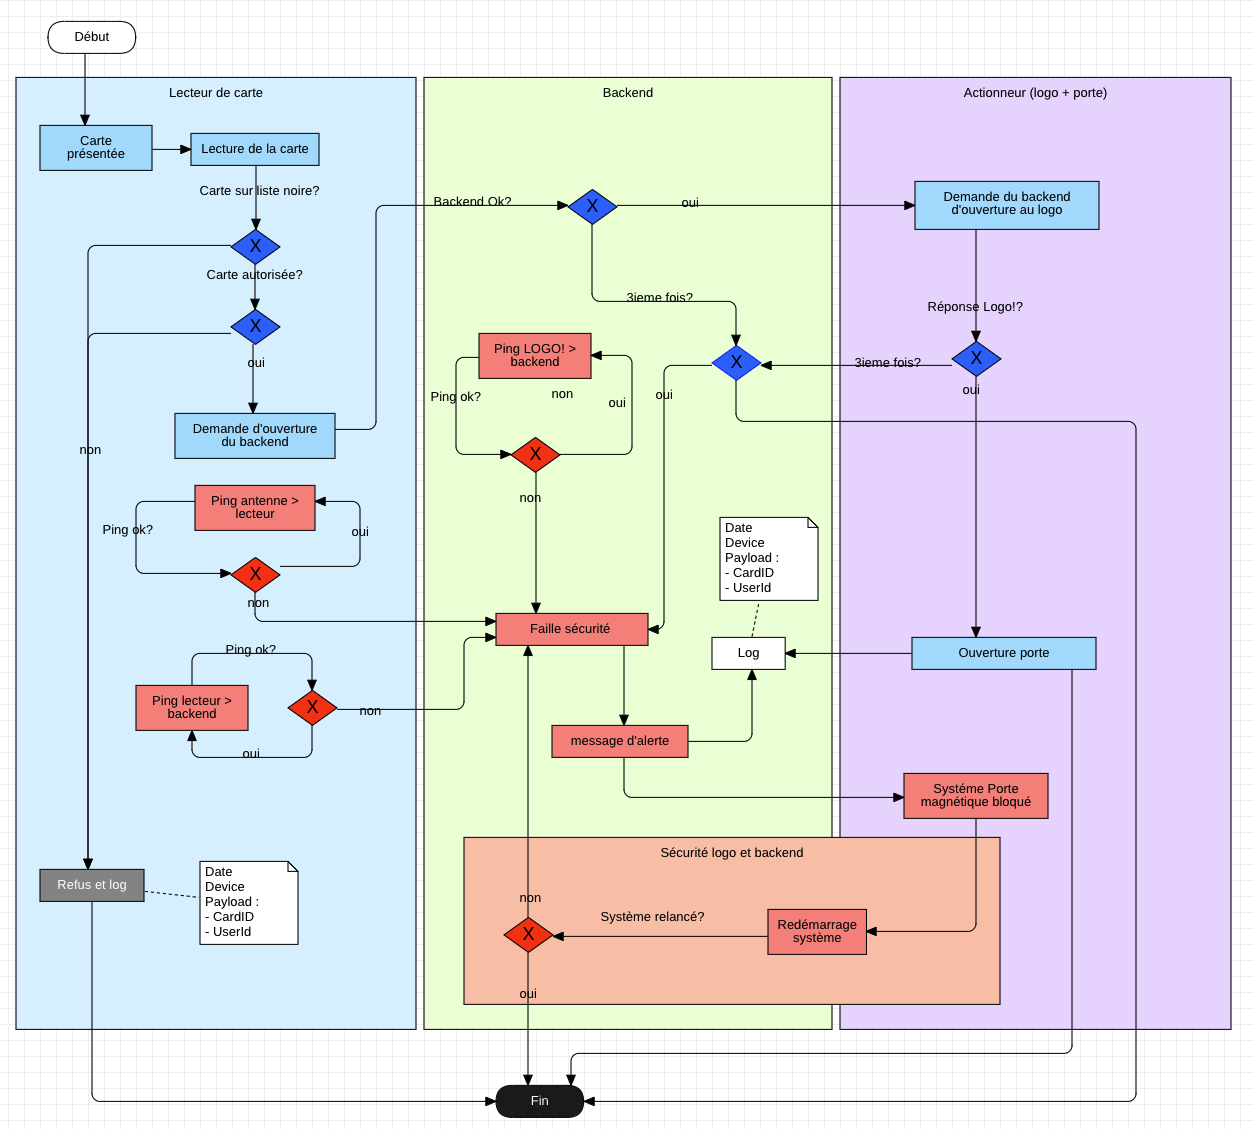 Début
Lecteur de carte
Carte
présentée
Lecture de la carte
Carte sur liste noire?
X
Carte autorisée?
X
oui
Demande d'ouverture
du backend
non
Ping antenne >
lecteur
Ping ok?
oui
X
non
Ping ok?
Ping lecteur >
backend
X
non
oui
Refus et log
Date
Device
Payload :
- CardID
- UserId
Backend
Backend Ok?
X
oui
3ieme fois?
Ping LOGO! >
backend
X
Ping ok?
non
oui
oui
X
non
Date
Device
Payload :
- CardID
- UserId
Faille sécurité
Log
message d'alerte
Actionneur (logo + porte)
Demande du backend
d'ouverture au logo
Réponse Logo!?
3ieme fois?
X
oui
Ouverture porte
Systéme Porte
magnétique bloqué
Sécurité logo et backend
non
Système relancé?
Redémarrage
système
X
oui
Fin